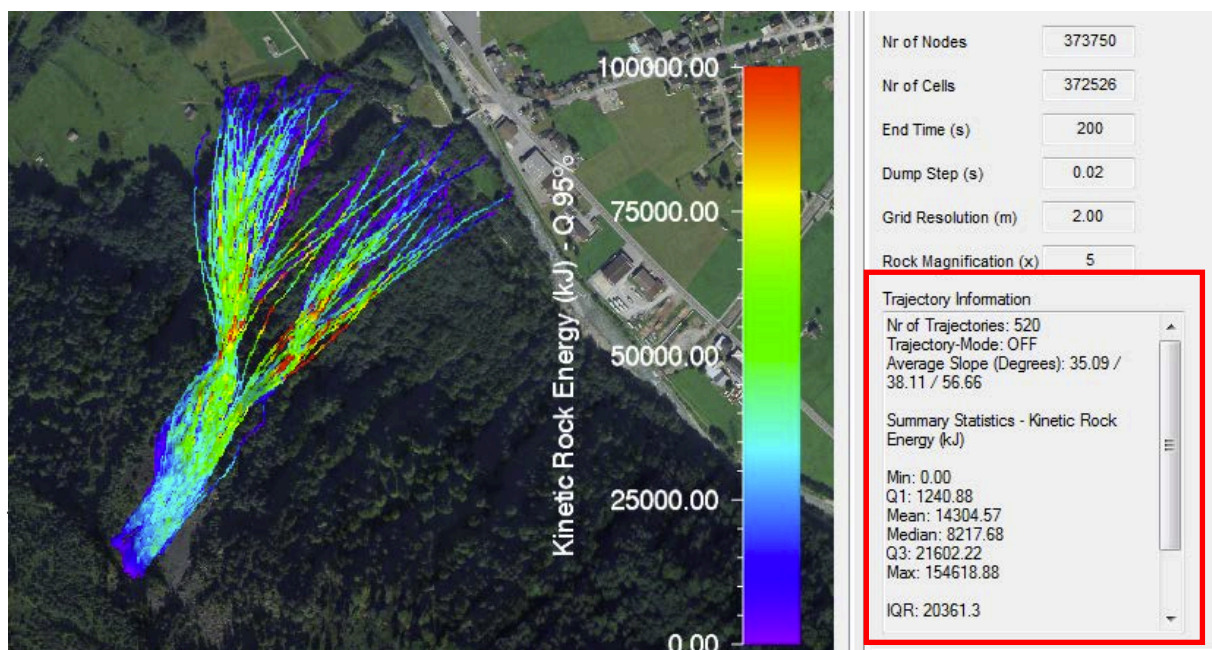 100000.00
75000.00
50000.00
25000.00
0.00
Kinetic Rock Energy (kJ) - Q 95%
Nr of Nodes 373750
Nr of Cells 372526
End Time (s) 200
Dump Step (s) 0.02
Grid Resolution (m) 2.00
Rock Magnification (x) 5
Trajectory Information
Nr of Trajectories: 520
Trajectory-Mode: OFF
Average Slope (Degrees): 35.09 /
38.11 / 56.66
Summary Statistics - Kinetic Rock
Energy (kJ)
Min: 0.00
Q1: 1240.88
Mean: 14304.57
Median: 8217.68
Q3: 21602.22
Max: 154618.88
IQR: 20361.3